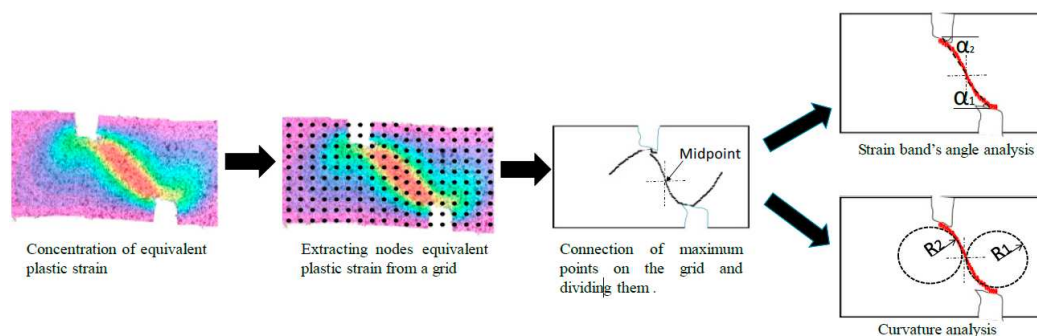 α2
α1
Strain band's angle analysis
Midpoint
R2
R1
Concentration of equivalent
plastic strain
Extracting nodes equivalent
plastic strain from a grid
Connection of maximum
points on the grid and
dividing them .
Curvature analysis